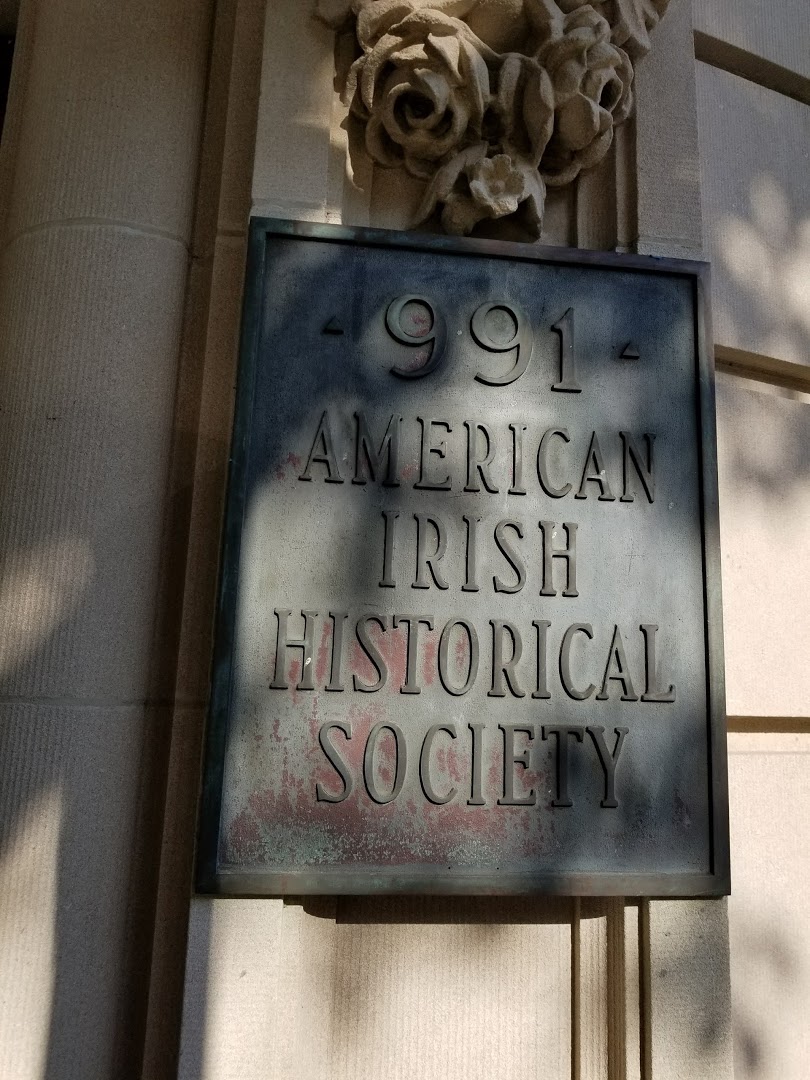 991
AMERICAN
IRISH
HISTORICAL
SOCIETY